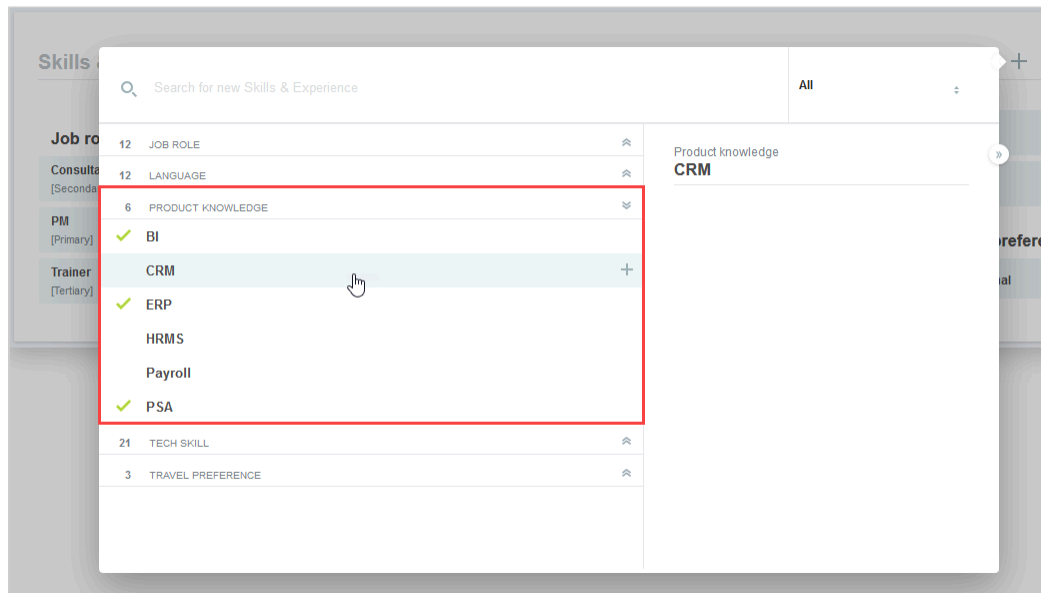 Skills
Search for new Skills & Experience
All
Job ro
Consulta
[Seconda
PM
[Primary]
Trainer
[Tertiary]
12 JOB ROLE
12 LANGUAGE
6 PRODUCT KNOWLEDGE
BI
CRM
ERP
HRMS
Payroll
PSA
21 TECH SKILL
3 TRAVEL PREFERENCE
Product knowledge
CRM
prefere
nal